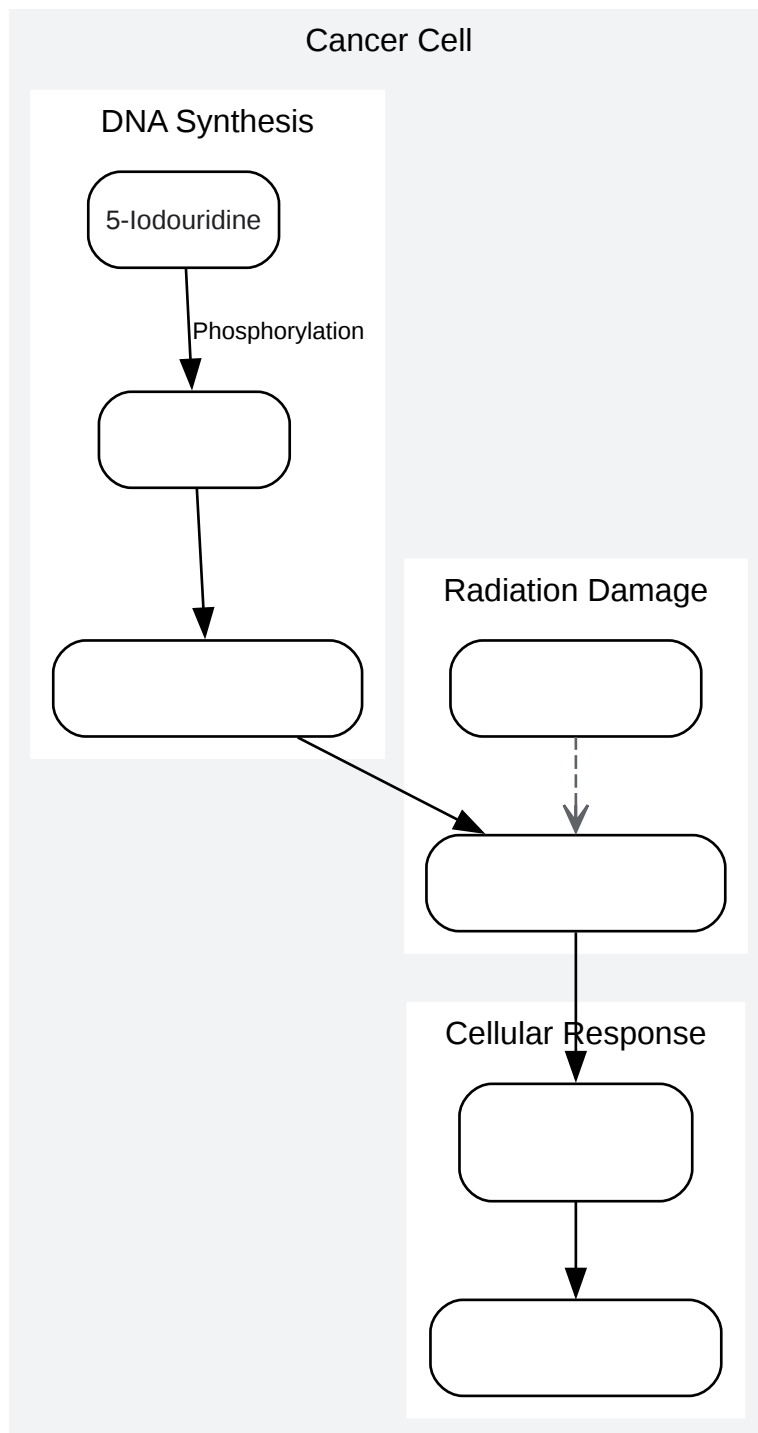 Cancer Cell
DNA Synthesis
5-Iodouridine
Phosphorylation
Radiation Damage
Cellular Response